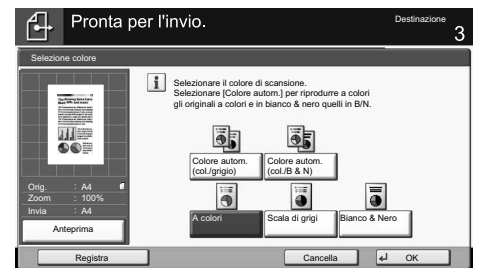 Pronta per l'invio.
Destinazione
3
Selezione colore
Selezionare il colore di scansione.
Selezionare [Colore autom.] per riprodurre a colori
gli originali a colori e in bianco & nero quelli in B/N.
Colore autom.
(col./grigio)
Colore autom.
(col./B & N)
A colori
Scala di grigi
Bianco & Nero
Orig. : A4
Zoom : 100%
Invia : A4
Anteprima
Registra
Cancella
OK